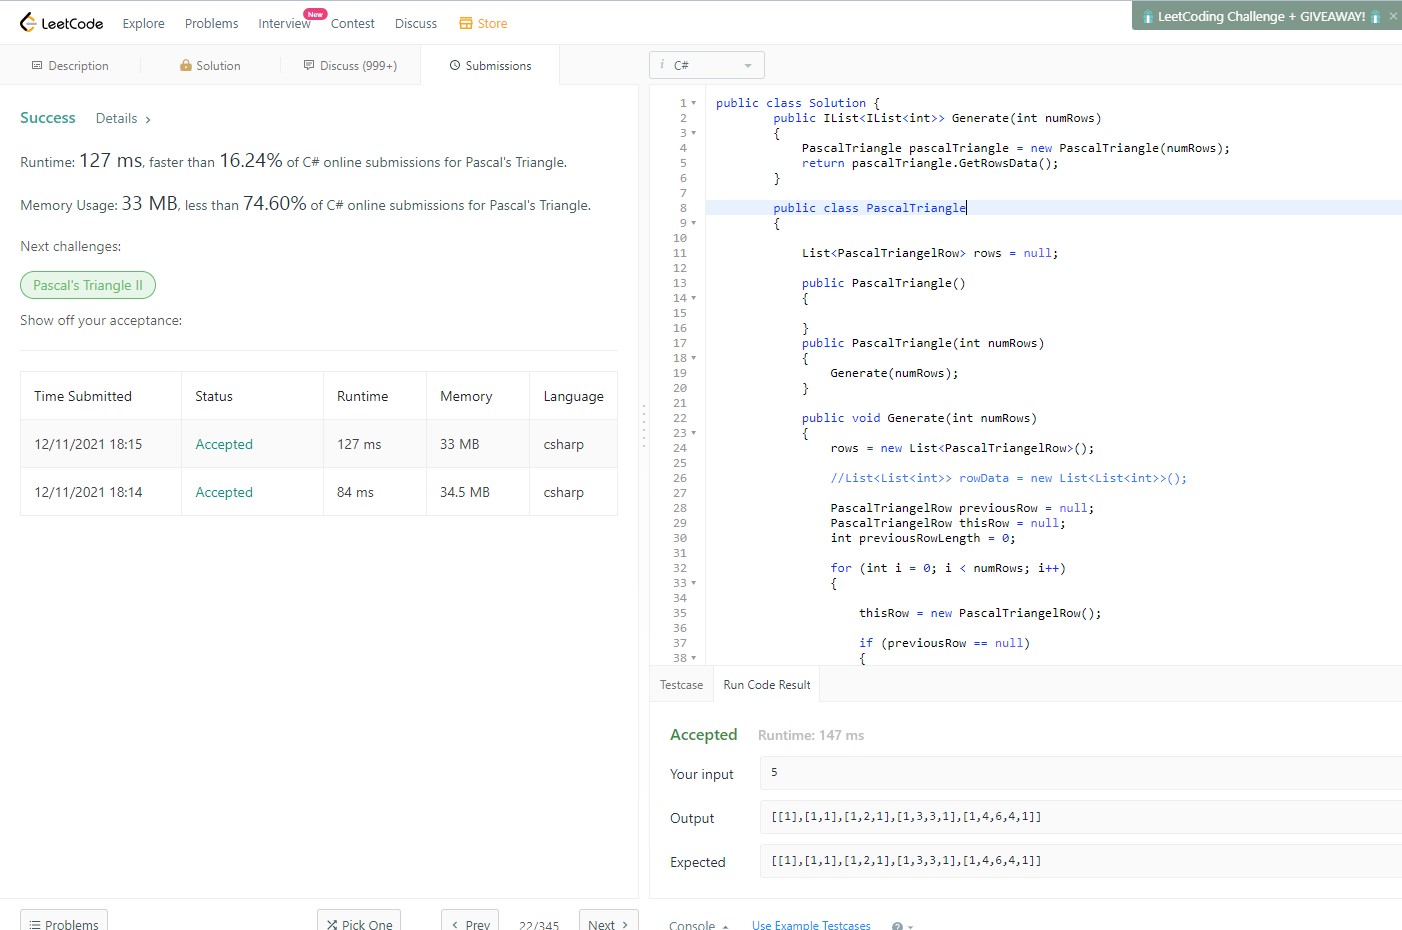 LeetCode Explore Problems Interview New Contest Discuss Store
LeetCoding Challenge + GIVEAWAY! ×
Description Solution Discuss (999+) Submissions
Success Details >
Runtime: 127 ms, faster than 16.24% of C# online submissions for Pascal's Triangle.
Memory Usage: 33 MB, less than 74.60% of C# online submissions for Pascal's Triangle.
Next challenges:
Pascal's Triangle II
Show off your acceptance:
Time Submitted Status Runtime Memory Language
12/11/2021 18:15 Accepted 127 ms 33 MB csharp
12/11/2021 18:14 Accepted 84 ms 34.5 MB csharp
Problems Pick One < Prev 22/345 Next >
i C#
1 public class Solution {
2 public IList<IList<int>> Generate(int numRows)
3 {
4 PascalTriangle pascalTriangle = new PascalTriangle(numRows);
5 return pascalTriangle.GetRowsData();
6 }
7
8 public class PascalTriangle
9 {
10
11 List<PascalTriangelRow> rows = null;
12
13 public PascalTriangle()
14 {
15
16 }
17 public PascalTriangle(int numRows)
18 {
19 Generate(numRows);
20 }
21
22 public void Generate(int numRows)
23 {
24 rows = new List<PascalTriangelRow>();
25
26 //List<List<int>> rowData = new List<List<int>>();
27
28 PascalTriangelRow previousRow = null;
29 PascalTriangelRow thisRow = null;
30 int previousRowLength = 0;
31
32 for (int i = 0; i < numRows; i++)
33 {
34
35 thisRow = new PascalTriangelRow();
36
37 if (previousRow == null)
38 {
Testcase Run Code Result
Accepted Runtime: 147 ms
Your input 5
Output [[1],[1,1],[1,2,1],[1,3,3,1],[1,4,6,4,1]]
Expected [[1],[1,1],[1,2,1],[1,3,3,1],[1,4,6,4,1]]
Console Use Example Testcases ?